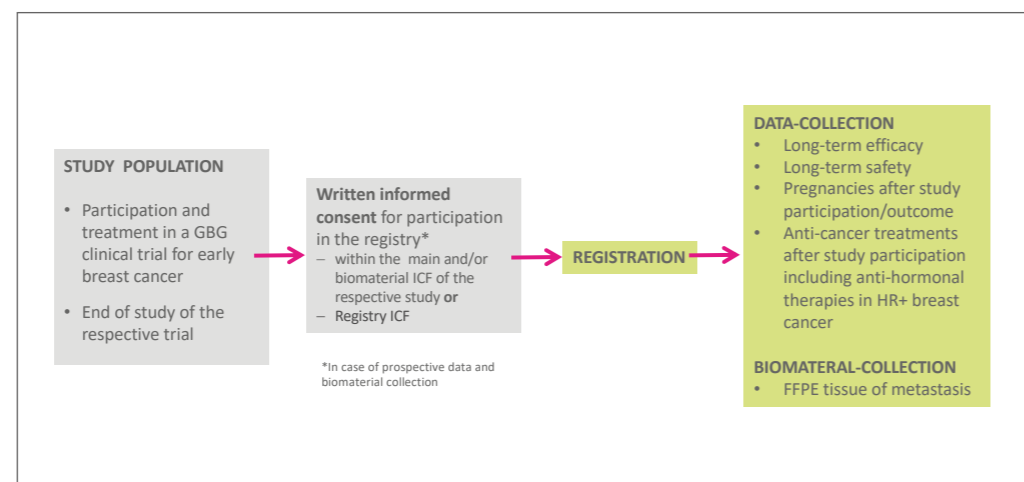 STUDY POPULATION
• Participation and
treatment in a GBG
clinical trial for early
breast cancer
• End of study of the
respective trial
Written informed
consent for participation
in the registry*
– within the main and/or
biomaterial ICF of the
respective study or
– Registry ICF
*In case of prospective data and
biomaterial collection
REGISTRATION
DATA-COLLECTION
• Long-term efficacy
• Long-term safety
• Pregnancies after study
participation/outcome
• Anti-cancer treatments
after study participation
including anti-hormonal
therapies in HR+ breast
cancer
BIOMATERAL-COLLECTION
• FFPE tissue of metastasis